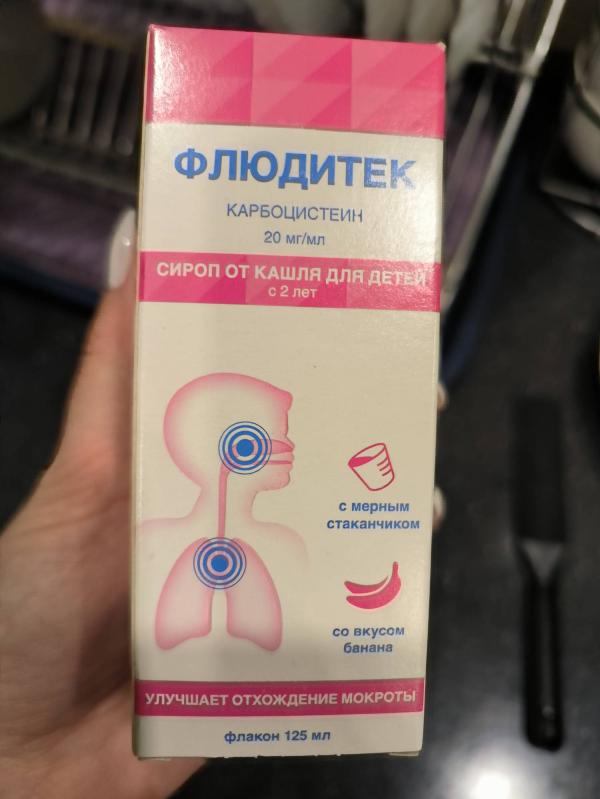 ФЛЮДИТЕК
КАРБОЦИСТЕИН
20 мг/мл
СИРОП ОТ КАШЛЯ ДЛЯ ДЕТЕЙ
с 2 лет
с мерным
стаканчиком
со вкусом
банана
УЛУЧШАЕТ ОТХОЖДЕНИЕ МОКРОТЫ
флакон 125 мл